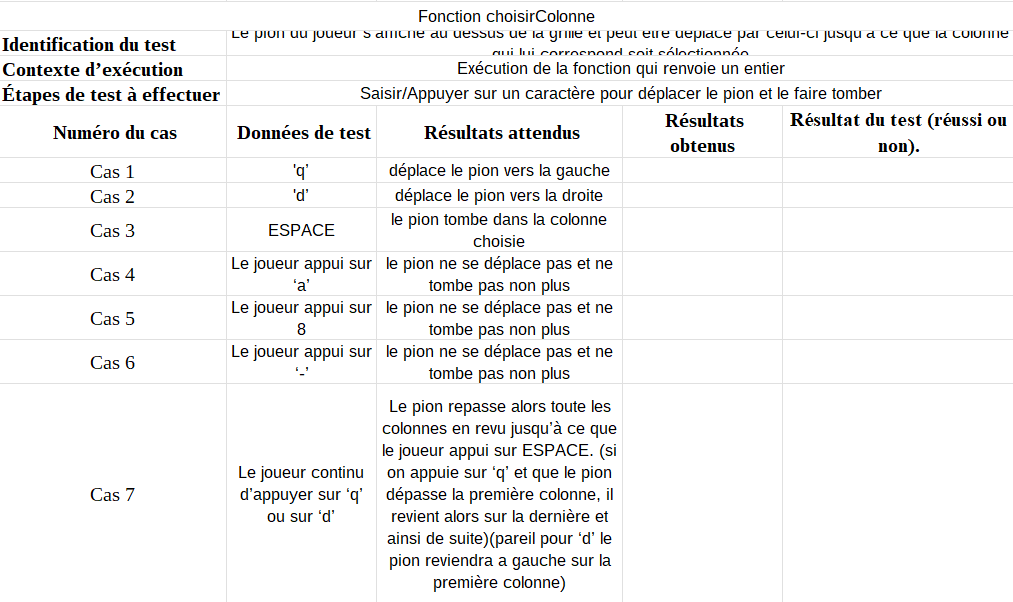 Fonction choisirColonne
Identification du test
Le pion du joueur s'affiche au dessus de la grille et peut être déplacé par celui-ci jusqu'à ce que la colonne
qui lui correspond soit sélectionnée
Contexte d’exécution
Exécution de la fonction qui renvoie un entier
Étapes de test à effectuer
Saisir/Appuyer sur un caractère pour déplacer le pion et le faire tomber
Numéro du cas
Données de test
Résultats attendus
Résultats
obtenus
Résultat du test (réussi ou
non).
Cas 1
'q’
déplace le pion vers la gauche
Cas 2
'd’
déplace le pion vers la droite
Cas 3
ESPACE
le pion tombe dans la colonne
choisie
Cas 4
Le joueur appui sur
‘a’
le pion ne se déplace pas et ne
tombe pas non plus
Cas 5
Le joueur appui sur
8
le pion ne se déplace pas et ne
tombe pas non plus
Cas 6
Le joueur appui sur
‘-’
le pion ne se déplace pas et ne
tombe pas non plus
Cas 7
Le joueur continu
d’appuyer sur ‘q’
ou sur ‘d’
Le pion repasse alors toute les
colonnes en revu jusqu’à ce que
le joueur appui sur ESPACE. (si
on appuie sur ‘q’ et que le pion
dépasse la première colonne, il
revient alors sur la dernière et
ainsi de suite)(pareil pour ‘d’ le
pion reviendra a gauche sur la
première colonne)